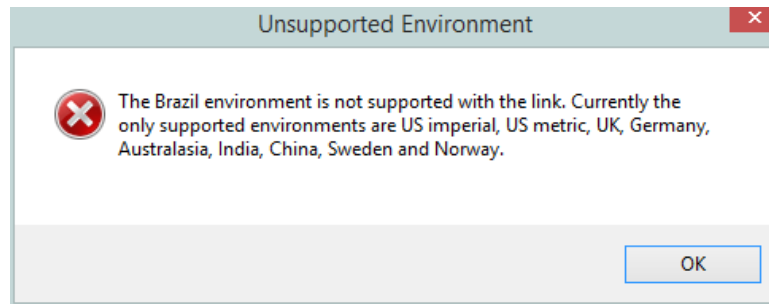 Unsupported Environment
The Brazil environment is not supported with the link. Currently the
only supported environments are US imperial, US metric, UK, Germany,
Australasia, India, China, Sweden and Norway.
OK